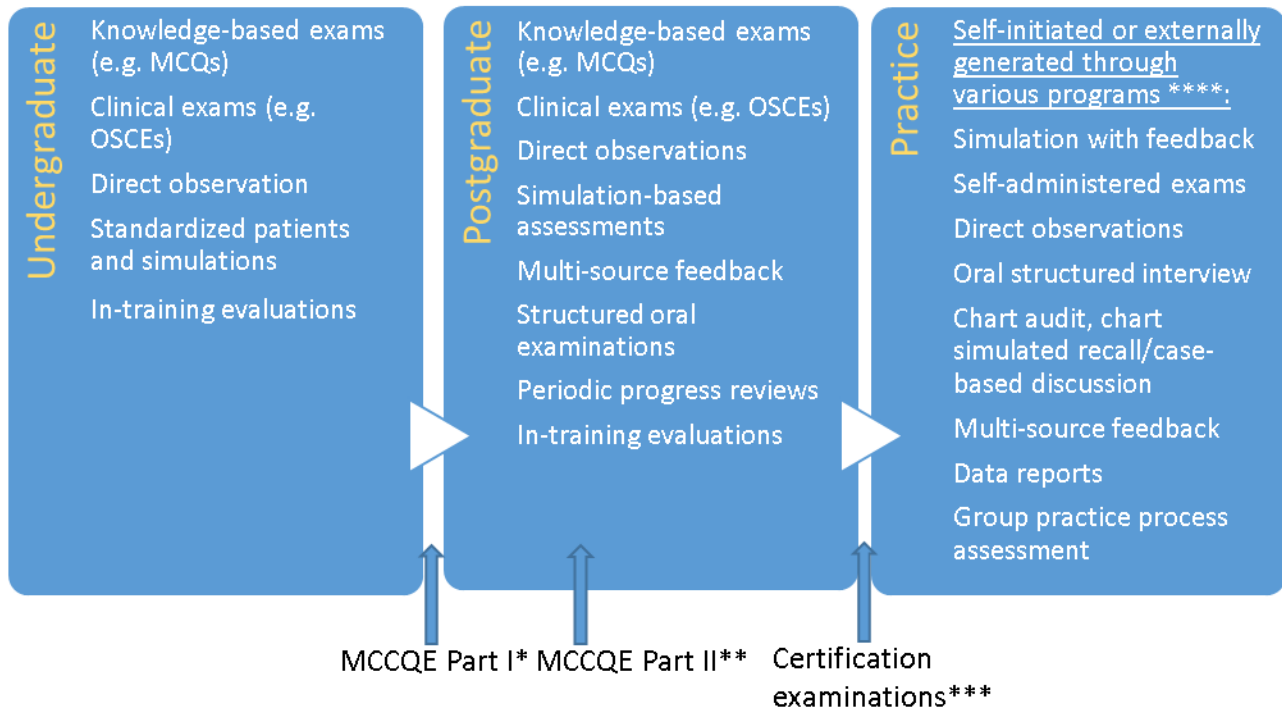 Undergraduate
Knowledge-based exams
(e.g. MCQs)
Clinical exams (e.g.
OSCEs)
Direct observation
Standardized patients
and simulations
In-training evaluations
Postgraduate
Knowledge-based exams
(e.g. MCQs)
Clinical exams (e.g. OSCEs)
Direct observations
Simulation-based
assessments
Multi-source feedback
Structured oral
examinations
Periodic progress reviews
In-training evaluations
Practice
Self-initiated or externally
generated through
various programs ****:
Simulation with feedback
Self-administered exams
Direct observations
Oral structured interview
Chart audit, chart
simulated recall/case-
based discussion
Multi-source feedback
Data reports
Group practice process
assessment
MCCQE Part I*
MCCQE Part II**
Certification
examinations***